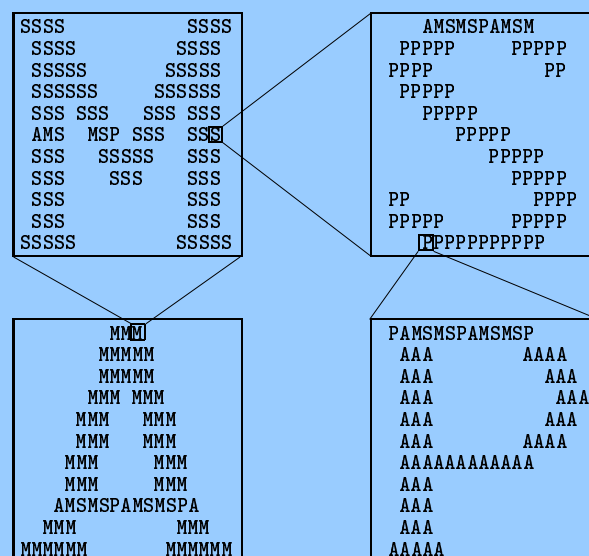 SSSS           SSSS
 SSSS         SSSS
 SSSSS       SSSSS
 SSSSSS     SSSSSS
 SSS SSS   SSS SSS
 AMS  MSP SSS  SSS
 SSS   SSSSS   SSS
 SSS    SSS    SSS
 SSS           SSS
 SSS           SSS
SSSSS         SSSSS
   AMSMSPAMSM
 PPPPP     PPPPP
PPPP          PP
 PPPPP
   PPPPP
      PPPPP
         PPPPP
           PPPPP
PP           PPPP
PPPPP      PPPPP
   PPPPPPPPPPP
        MMM
       MMMMM
       MMMMM
      MMM MMM
     MMM   MMM
     MMM   MMM
    MMM     MMM
    MMM     MMM
   AMSMSPAMSMSPA
  MMM         MMM
MMMMMM       MMMMMM
PAMSMSPAMSMSP
 AAA        AAAA
 AAA          AAA
 AAA           AAA
 AAA          AAA
 AAA        AAAA
 AAAAAAAAAAAA
 AAA
 AAA
 AAA
AAAAA